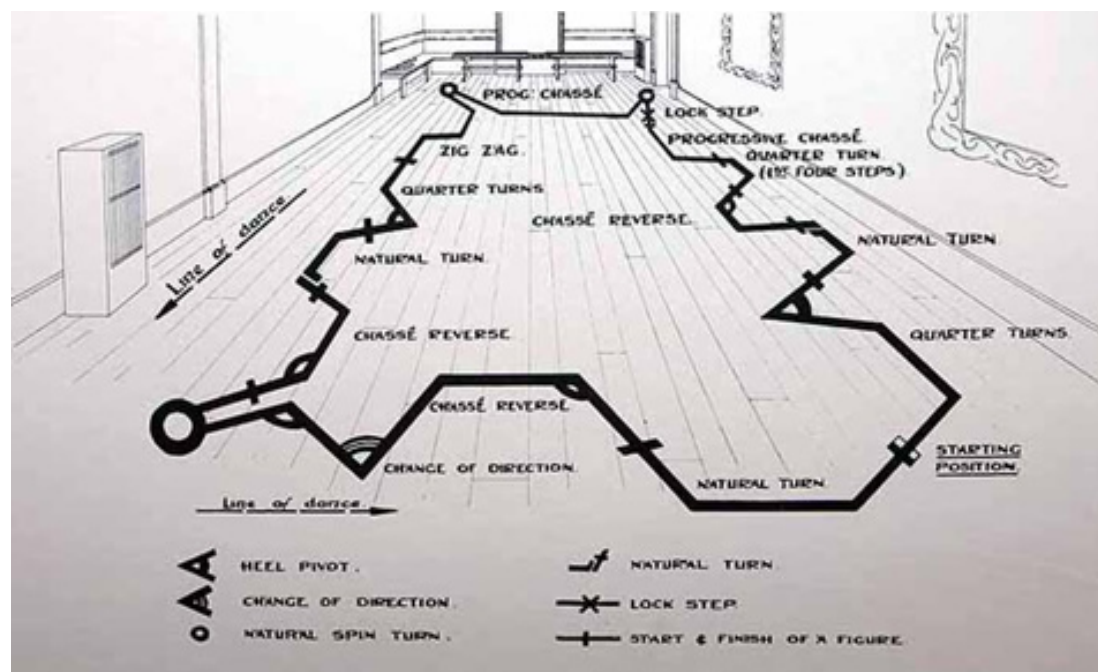 PROG. CHASSÉ
LOCK STEP.
PROGRESSIVE CHASSÉ
QUARTER TURN
(1ST FOUR STEPS).
ZIG ZAG.
QUARTER TURNS
CHASSÉ REVERSE.
NATURAL TURN
NATURAL TURN.
Line of dance
CHASSÉ REVERSE
QUARTER TURNS.
CHASSÉ REVERSE
STARTING
POSITION.
CHANGE OF DIRECTION.
NATURAL TURN.
Line of dance.
HEEL PIVOT.
CHANGE OF DIRECTION.
NATURAL SPIN TURN.
NATURAL TURN
LOCK STEP.
START & FINISH OF A FIGURE